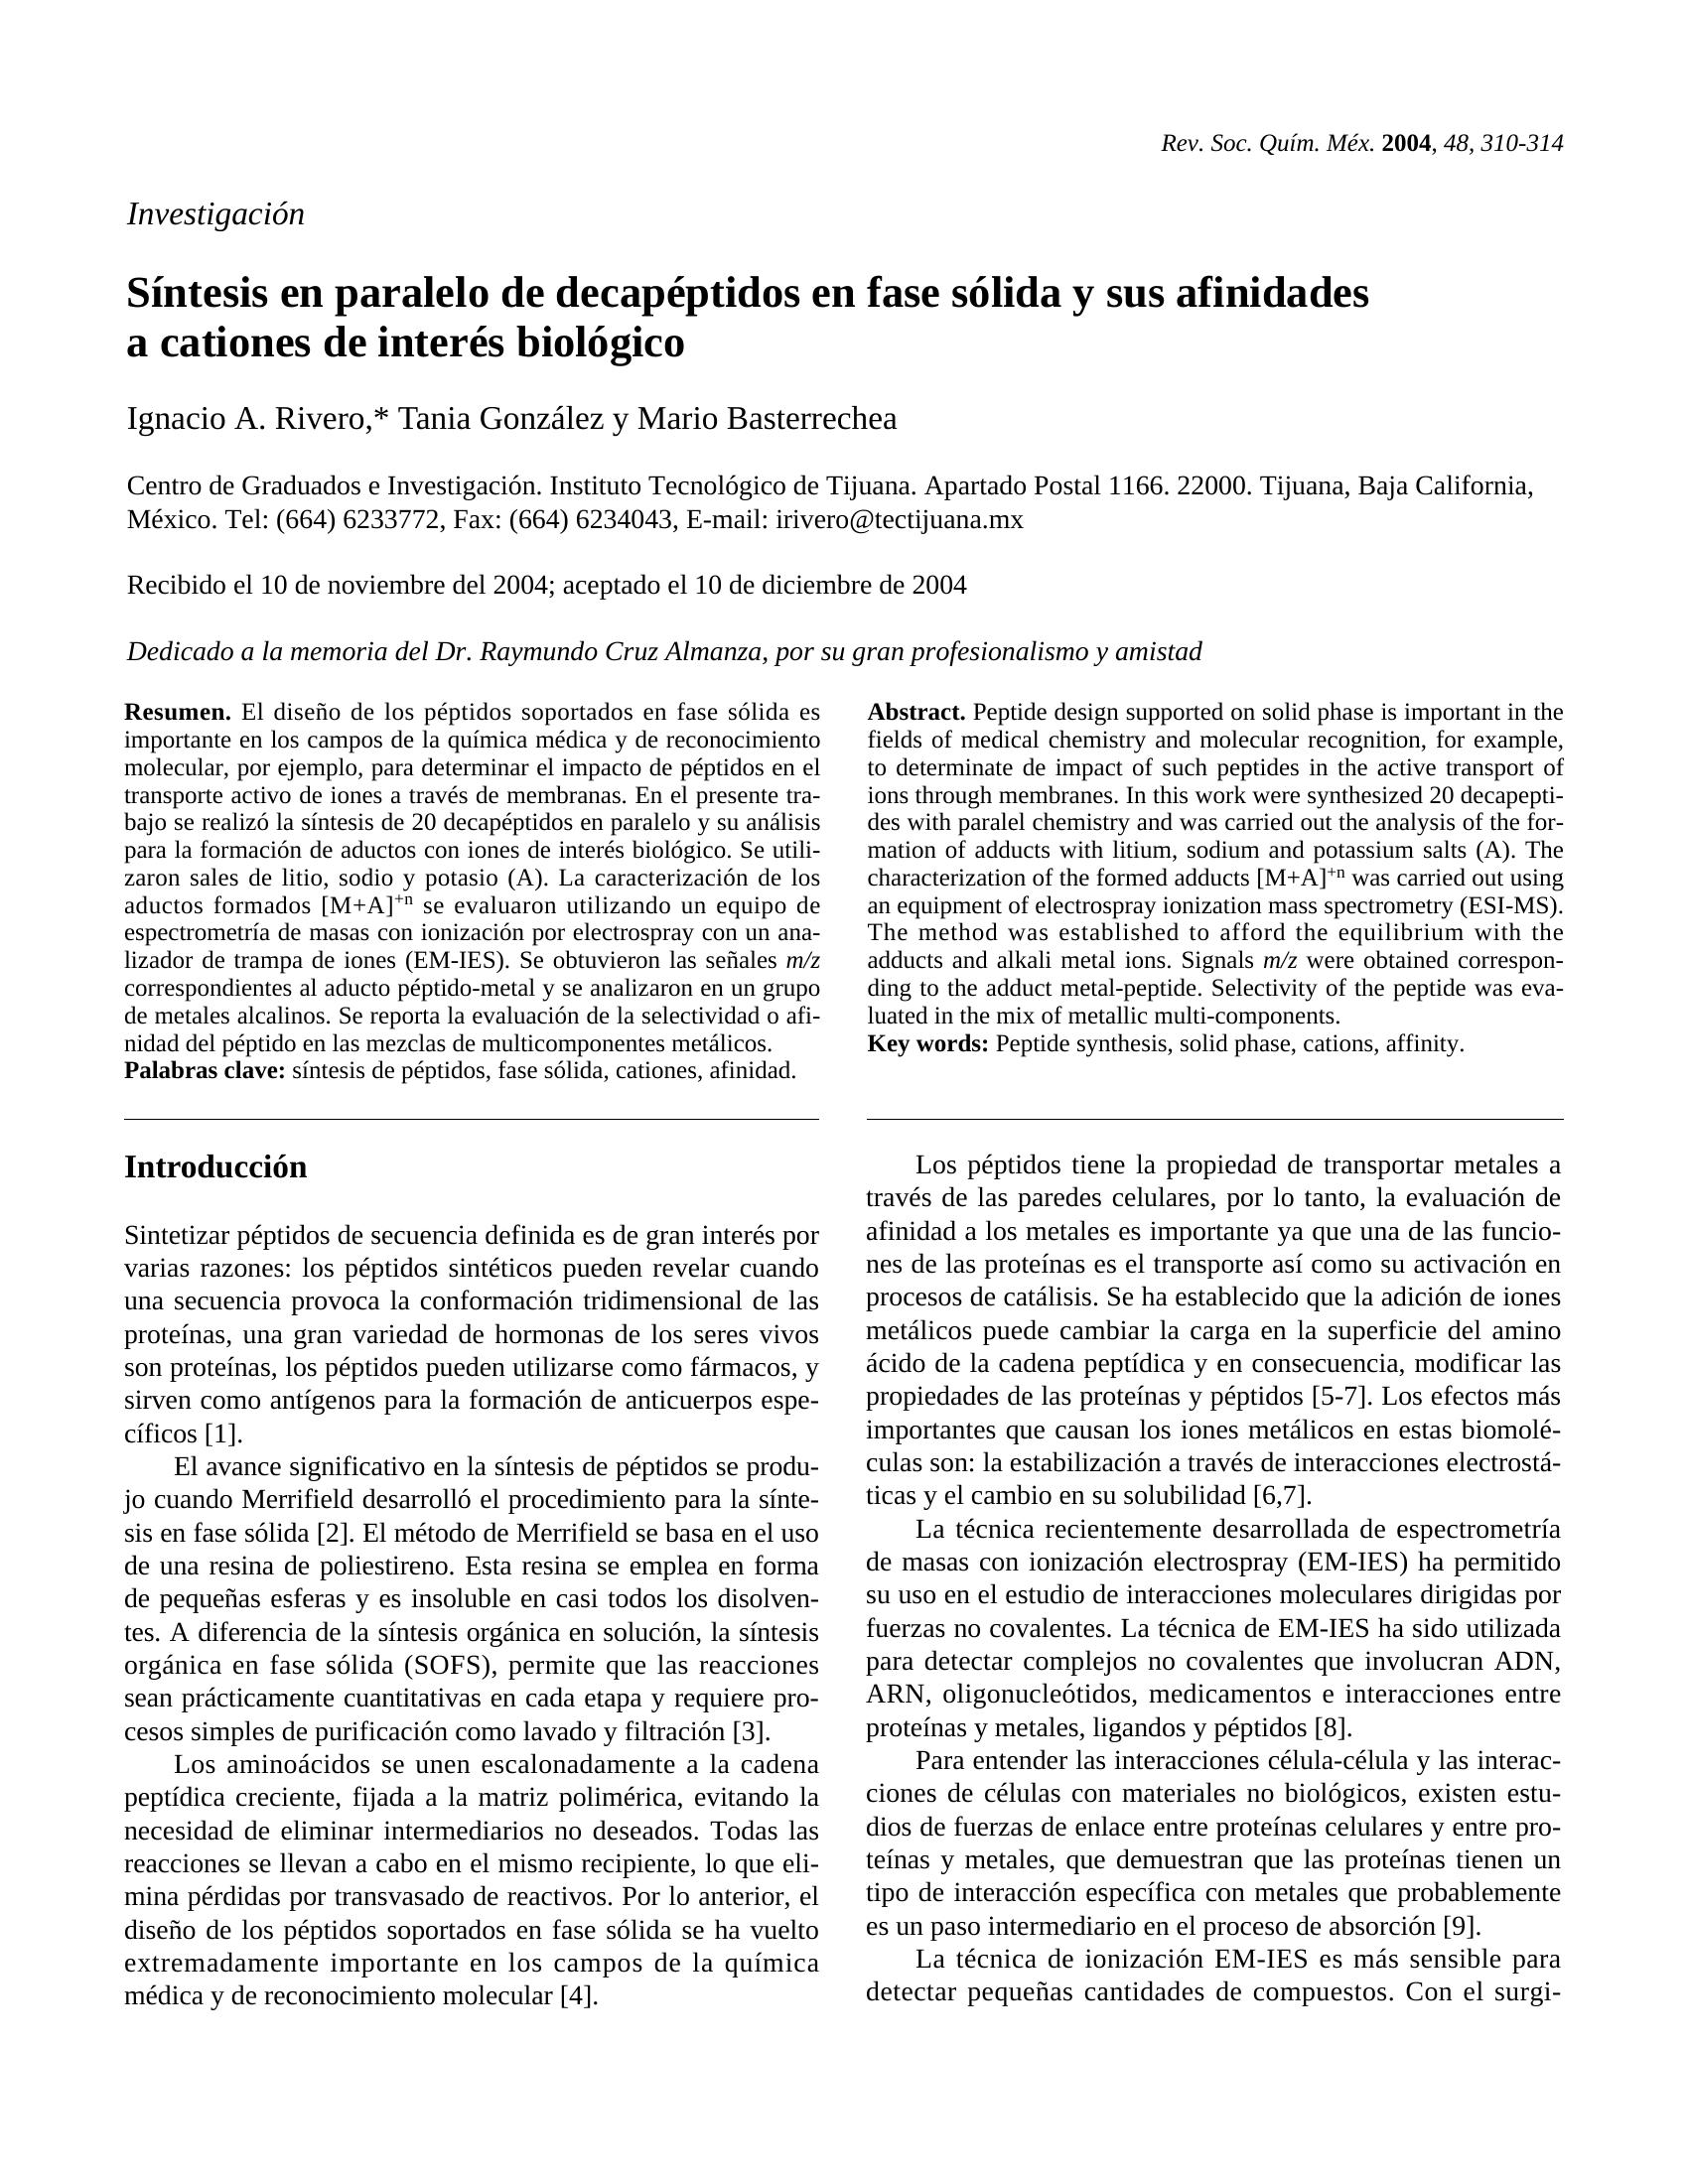 Rev. Soc. Quím. Méx. 2004, 48, 310-314
Investigación
Síntesis en paralelo de decapéptidos en fase sólida y sus afinidades
a cationes de interés biológico
Ignacio A. Rivero,* Tania González y Mario Basterrechea
Centro de Graduados e Investigación. Instituto Tecnológico de Tijuana. Apartado Postal 1166. 22000. Tijuana, Baja California,
México. Tel: (664) 6233772, Fax: (664) 6234043, E-mail: irivero@tectijuana.mx
Recibido el 10 de noviembre del 2004; aceptado el 10 de diciembre de 2004
Dedicado a la memoria del Dr. Raymundo Cruz Almanza, por su gran profesionalismo y amistad
Resumen. El diseño de los péptidos soportados en fase sólida es
importante en los campos de la química médica y de reconocimiento
molecular, por ejemplo, para determinar el impacto de péptidos en el
transporte activo de iones a través de membranas. En el presente tra-
bajo se realizó la síntesis de 20 decapéptidos en paralelo y su análisis
para la formación de aductos con iones de interés biológico. Se utili-
zaron sales de litio, sodio y potasio (A). La caracterización de los
aductos formados [M+A]+n se evaluaron utilizando un equipo de
espectrometría de masas con ionización por electrospray con un ana-
lizador de trampa de iones (EM-IES). Se obtuvieron las señales m/z
correspondientes al aducto péptido-metal y se analizaron en un grupo
de metales alcalinos. Se reporta la evaluación de la selectividad o afi-
nidad del péptido en las mezclas de multicomponentes metálicos.
Palabras clave: síntesis de péptidos, fase sólida, cationes, afinidad.
Abstract. Peptide design supported on solid phase is important in the
fields of medical chemistry and molecular recognition, for example,
to determinate de impact of such peptides in the active transport of
ions through membranes. In this work were synthesized 20 decapepti-
des with paralel chemistry and was carried out the analysis of the for-
mation of adducts with litium, sodium and potassium salts (A). The
characterization of the formed adducts [M+A]+n was carried out using
an equipment of electrospray ionization mass spectrometry (ESI-MS).
The method was established to afford the equilibrium with the
adducts and alkali metal ions. Signals m/z were obtained correspon-
ding to the adduct metal-peptide. Selectivity of the peptide was eva-
luated in the mix of metallic multi-components.
Key words: Peptide synthesis, solid phase, cations, affinity.
Introducción
Sintetizar péptidos de secuencia definida es de gran interés por
varias razones: los péptidos sintéticos pueden revelar cuando
una secuencia provoca la conformación tridimensional de las
proteínas, una gran variedad de hormonas de los seres vivos
son proteínas, los péptidos pueden utilizarse como fármacos, y
sirven como antígenos para la formación de anticuerpos espe-
cíficos [1].
El avance significativo en la síntesis de péptidos se produ-
jo cuando Merrifield desarrolló el procedimiento para la sínte-
sis en fase sólida [2]. El método de Merrifield se basa en el uso
de una resina de poliestireno. Esta resina se emplea en forma
de pequeñas esferas y es insoluble en casi todos los disolven-
tes. A diferencia de la síntesis orgánica en solución, la síntesis
orgánica en fase sólida (SOFS), permite que las reacciones
sean prácticamente cuantitativas en cada etapa y requiere pro-
cesos simples de purificación como lavado y filtración [3].
Los aminoácidos se unen escalonadamente a la cadena
peptídica creciente, fijada a la matriz polimérica, evitando la
necesidad de eliminar intermediarios no deseados. Todas las
reacciones se llevan a cabo en el mismo recipiente, lo que eli-
mina pérdidas por transvasado de reactivos. Por lo anterior, el
diseño de los péptidos soportados en fase sólida se ha vuelto
extremadamente importante en los campos de la química
médica y de reconocimiento molecular [4].
Los péptidos tiene la propiedad de transportar metales a
través de las paredes celulares, por lo tanto, la evaluación de
afinidad a los metales es importante ya que una de las funcio-
nes de las proteínas es el transporte así como su activación en
procesos de catálisis. Se ha establecido que la adición de iones
metálicos puede cambiar la carga en la superficie del amino
ácido de la cadena peptídica y en consecuencia, modificar las
propiedades de las proteínas y péptidos [5-7]. Los efectos más
importantes que causan los iones metálicos en estas biomolé-
culas son: la estabilización a través de interacciones electrostá-
ticas y el cambio en su solubilidad [6,7].
La técnica recientemente desarrollada de espectrometría
de masas con ionización electrospray (EM-IES) ha permitido
su uso en el estudio de interacciones moleculares dirigidas por
fuerzas no covalentes. La técnica de EM-IES ha sido utilizada
para detectar complejos no covalentes que involucran ADN,
ARN, oligonucleótidos, medicamentos e interacciones entre
proteínas y metales, ligandos y péptidos [8].
Para entender las interacciones célula-célula y las interac-
ciones de células con materiales no biológicos, existen estu-
dios de fuerzas de enlace entre proteínas celulares y entre pro-
teínas y metales, que demuestran que las proteínas tienen un
tipo de interacción específica con metales que probablemente
es un paso intermediario en el proceso de absorción [9].
La técnica de ionización EM-IES es más sensible para
detectar pequeñas cantidades de compuestos. Con el surgi-